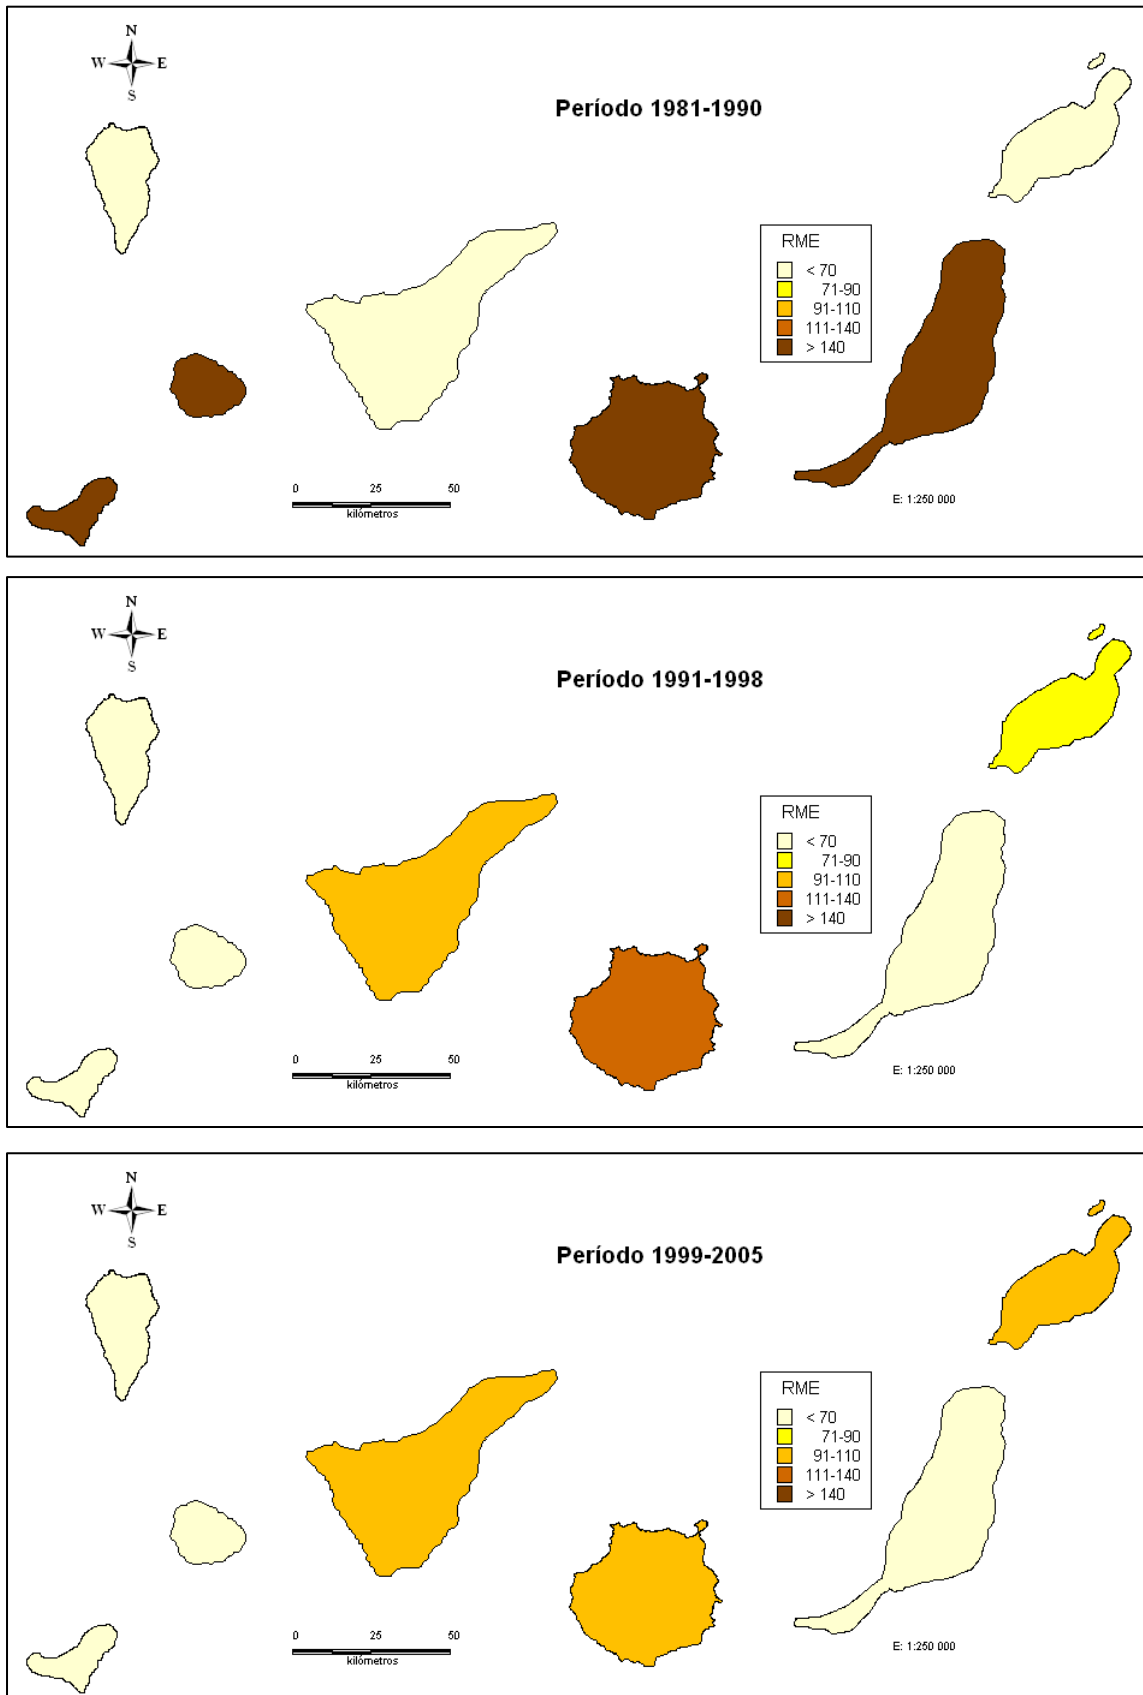 N
W E
S
Período 1981-1990
RME
< 70
71-90
91-110
111-140
> 140
0 25 50
kilómetros
E: 1:250 000
N
W E
S
Período 1991-1998
RME
< 70
71-90
91-110
111-140
> 140
0 25 50
kilómetros
E: 1:250 000
N
W E
S
Período 1999-2005
RME
< 70
71-90
91-110
111-140
> 140
0 25 50
kilómetros
E: 1:250 000